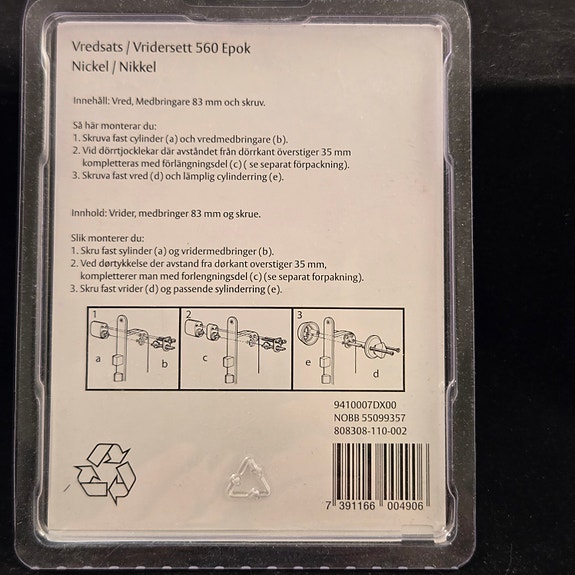 Vredsats / Vridersett 560 Epok
Nickel / Nikkel
Innehåll: Vred, Medbringare 83 mm och skruv.
Så här monterar du:
1. Skruva fast cylinder (a) och vredmedbringare (b).
2. Vid dörrtjocklekar där avståndet från dörrkant överstiger 35 mm
kompletteras med förlängningsdel (c) ( se separat förpackning).
3. Skruva fast vred (d) och lämplig cylinderring (e).
Innhold: Vrider, medbringer 83 mm og skrue.
Slik monterer du:
1. Skru fast sylinder (a) og vridermedbringer (b).
2. Ved dørtykkelse der avstand fra dørkant overstiger 35 mm,
kompletterer man med forlengningsdel (c) ( se separat forpakning).
3. Skru fast vrider (d) og passende sylinderring (e).
1 2 3
a b c e d
9410007DX00
NOBB 55099357
808308-110-002
7 391166 004906